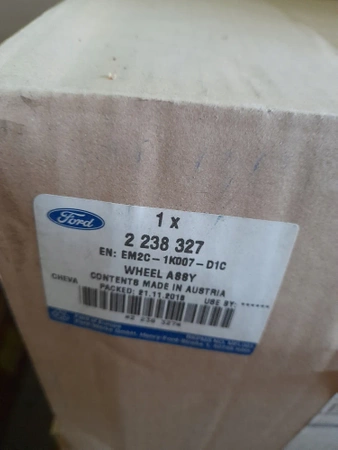 Ford
1 x
2 238 327
EN: EM2C-1K007-D1C
WHEEL ASSY
CHEVA
CONTENTS MADE IN AUSTRIA
PACKED: 21.11.2018
USE BY: ------